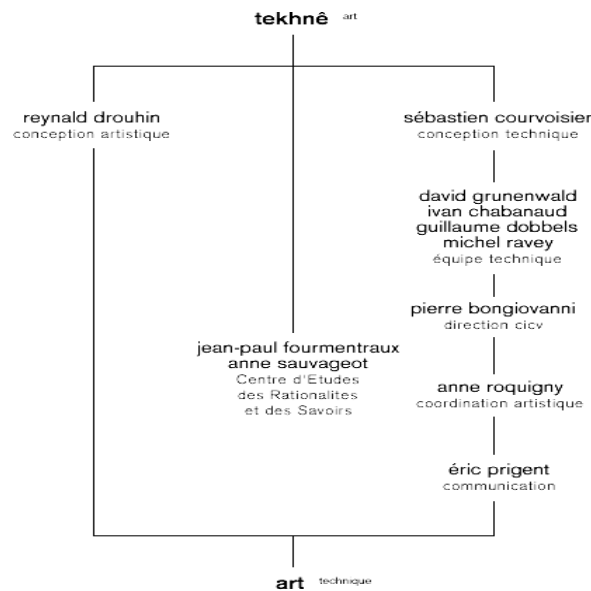 tekhnê art
reynald drouhin
conception artistique
sébastien courvoisier
conception technique
david grunenwald
ivan chabanaud
guillaume dobbels
michel ravey
équipe technique
pierre bongiovanni
direction cicv
jean-paul fourmentraux
anne sauvageot
Centre d'Etudes
des Rationalites
et des Savoirs
anne roquigny
coordination artistique
éric prigent
communication
art technique